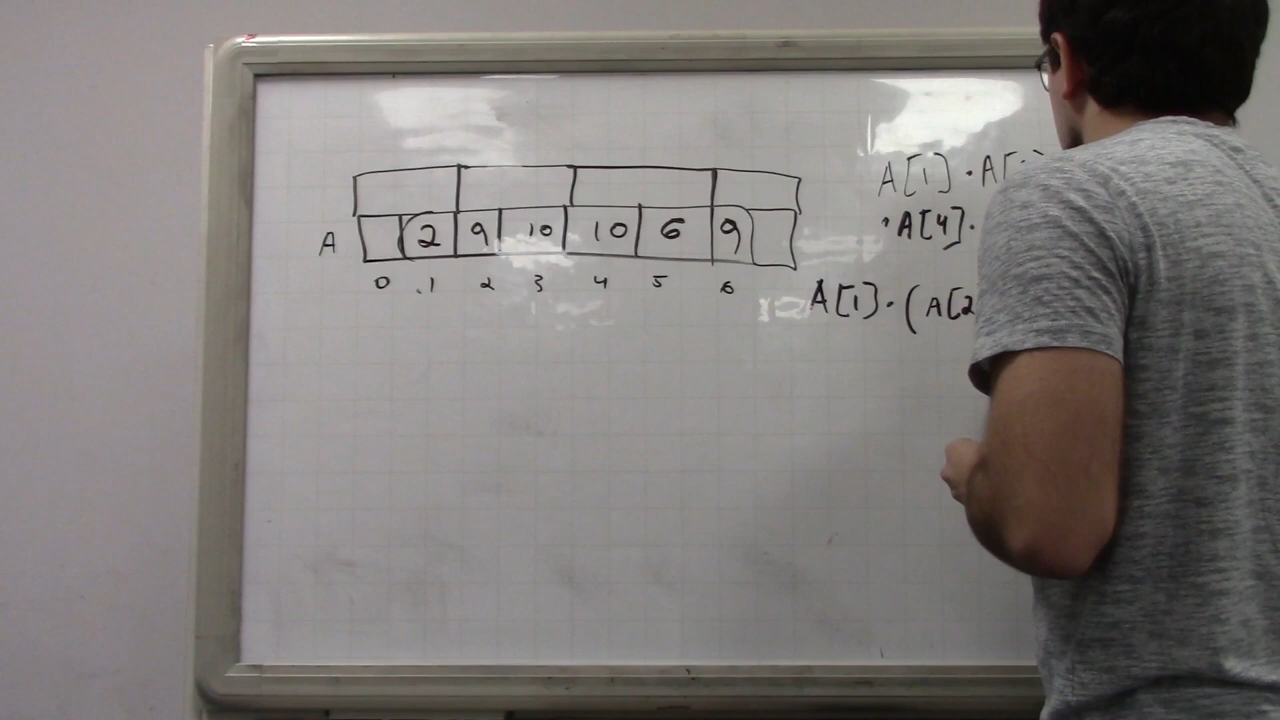 A[1] · A[
A 2 9 10 10 6 9
· A[4] ·
0 1 2 3 4 5 6
A[1] · (A[2